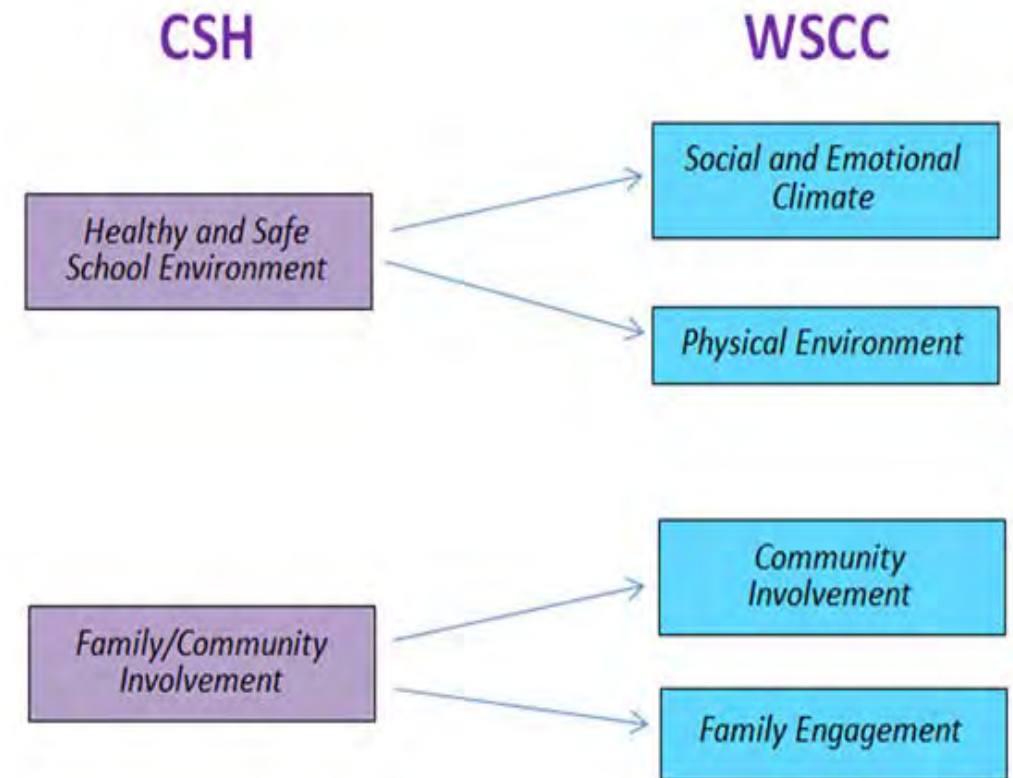 CSH
WSCC
Healthy and Safe
School Environment
Social and Emotional
Climate
Physical Environment
Family/Community
Involvement
Community
Involvement
Family Engagement